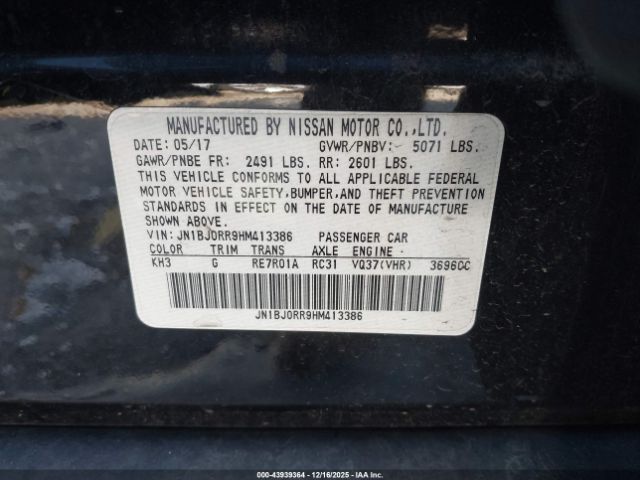 MANUFACTURED BY NISSAN MOTOR CO.,LTD.
DATE: 05/17 GVWR/PNBV: 5071 LBS.
GAWR/PNBE FR: 2491 LBS. RR: 2601 LBS.
THIS VEHICLE CONFORMS TO ALL APPLICABLE FEDERAL
MOTOR VEHICLE SAFETY,BUMPER,AND THEFT PREVENTION
STANDARDS IN EFFECT ON THE DATE OF MANUFACTURE
SHOWN ABOVE.
VIN: JN1BJ0RR9HM413386 PASSENGER CAR
COLOR TRIM TRANS AXLE ENGINE
KH3 G RE7R01A RC31 VQ37(VHR) 3696CC
JN1BJ0RR9HM413386
000-43939364 - 12/16/2025 - IAA Inc.